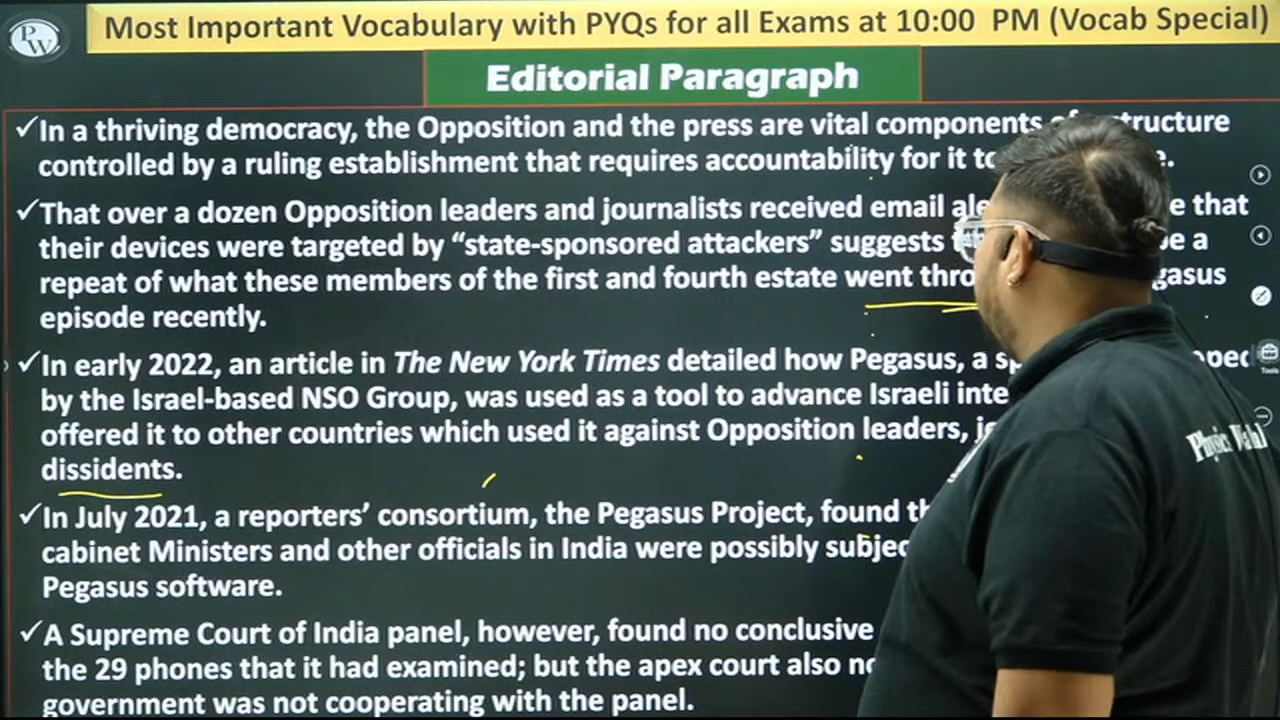 Most Important Vocabulary with PYQs for all Exams at 10:00 PM (Vocab Special)
PW
Editorial Paragraph
✓In a thriving democracy, the Opposition and the press are vital components of structure
controlled by a ruling establishment that requires accountability for it to
✓That over a dozen Opposition leaders and journalists received email that
their devices were targeted by “state-sponsored attackers” suggests be a
repeat of what these members of the first and fourth estate went
episode recently.
✓In early 2022, an article in The New York Times detailed how Pegasus, a
by the Israel-based NSO Group, was used as a tool to advance Israeli
offered it to other countries which used it against Opposition leaders,
dissidents.
Tools
✓In July 2021, a reporters’ consortium, the Pegasus Project, found
cabinet Ministers and other officials in India were possibly
Pegasus software.
✓A Supreme Court of India panel, however, found no conclusive
the 29 phones that it had examined; but the apex court also
government was not cooperating with the panel.
Physics